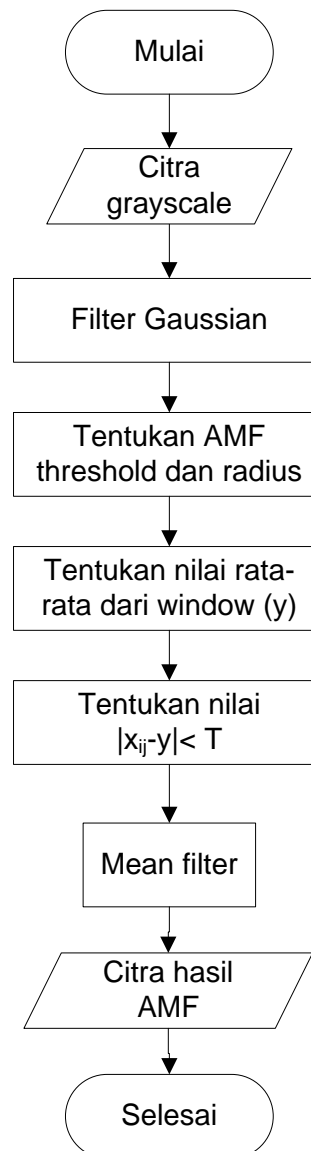 Mulai
Citra
grayscale
Filter Gaussian
Tentukan AMF
threshold dan radius
Tentukan nilai rata-
rata dari window (y)
Tentukan nilai
|xᵢⱼ-y|< T
Mean filter
Citra hasil
AMF
Selesai